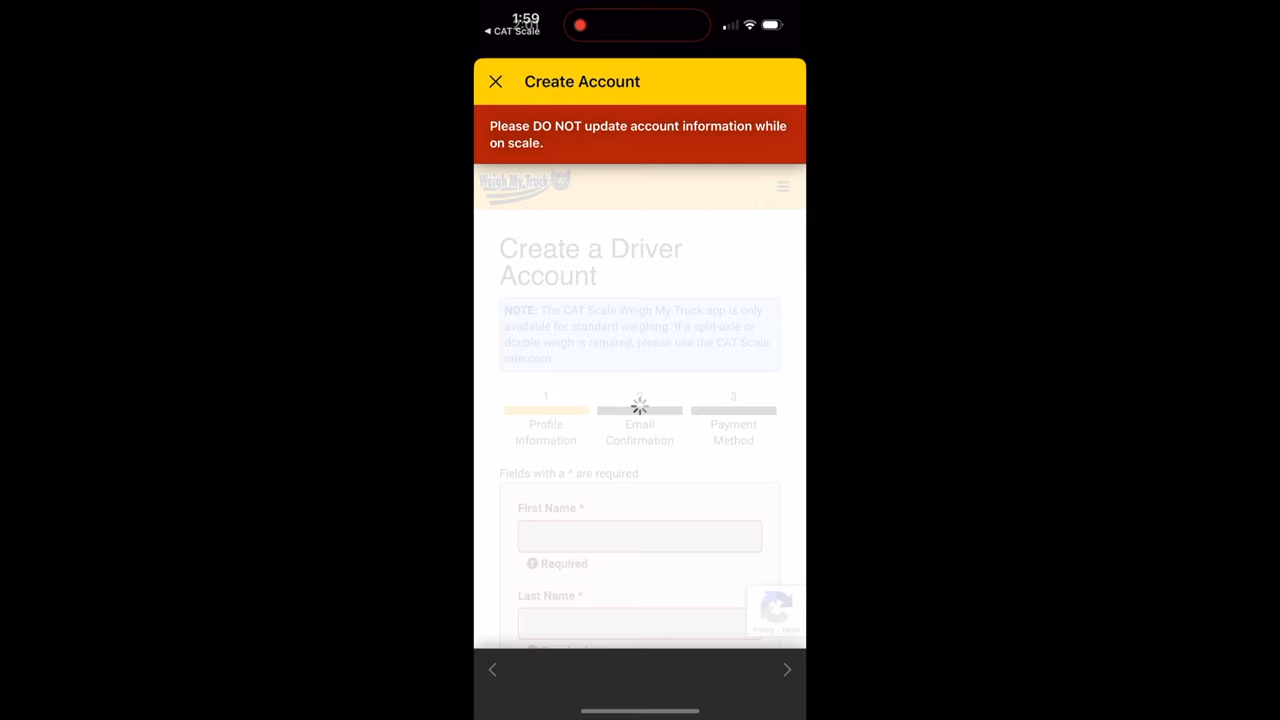 1:59
CAT Scale
Create Account
Please DO NOT update account information while
on scale.
Weigh My Truck
Create a Driver
Account
NOTE: The CAT Scale Weigh My Truck app is only
available for standard weighing. If a split-axle or
double weigh is required, please use the CAT Scale
intercom.
1
2
3
Profile
Information
Email
Confirmation
Payment
Method
Fields with a * are required
First Name *
Required
Last Name *
Privacy - Terms